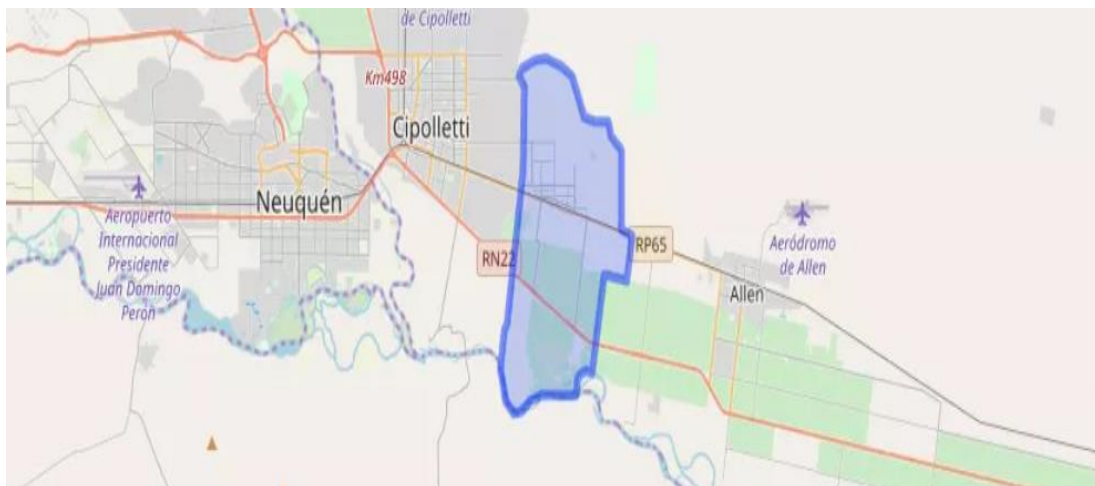 de Cipolletti
Km498
Cipolletti
Neuquén
Aeropuerto
Internacional
Presidente
Juan Domingo
Perón
RN22
RP65
Aeródromo
de Allen
Allen